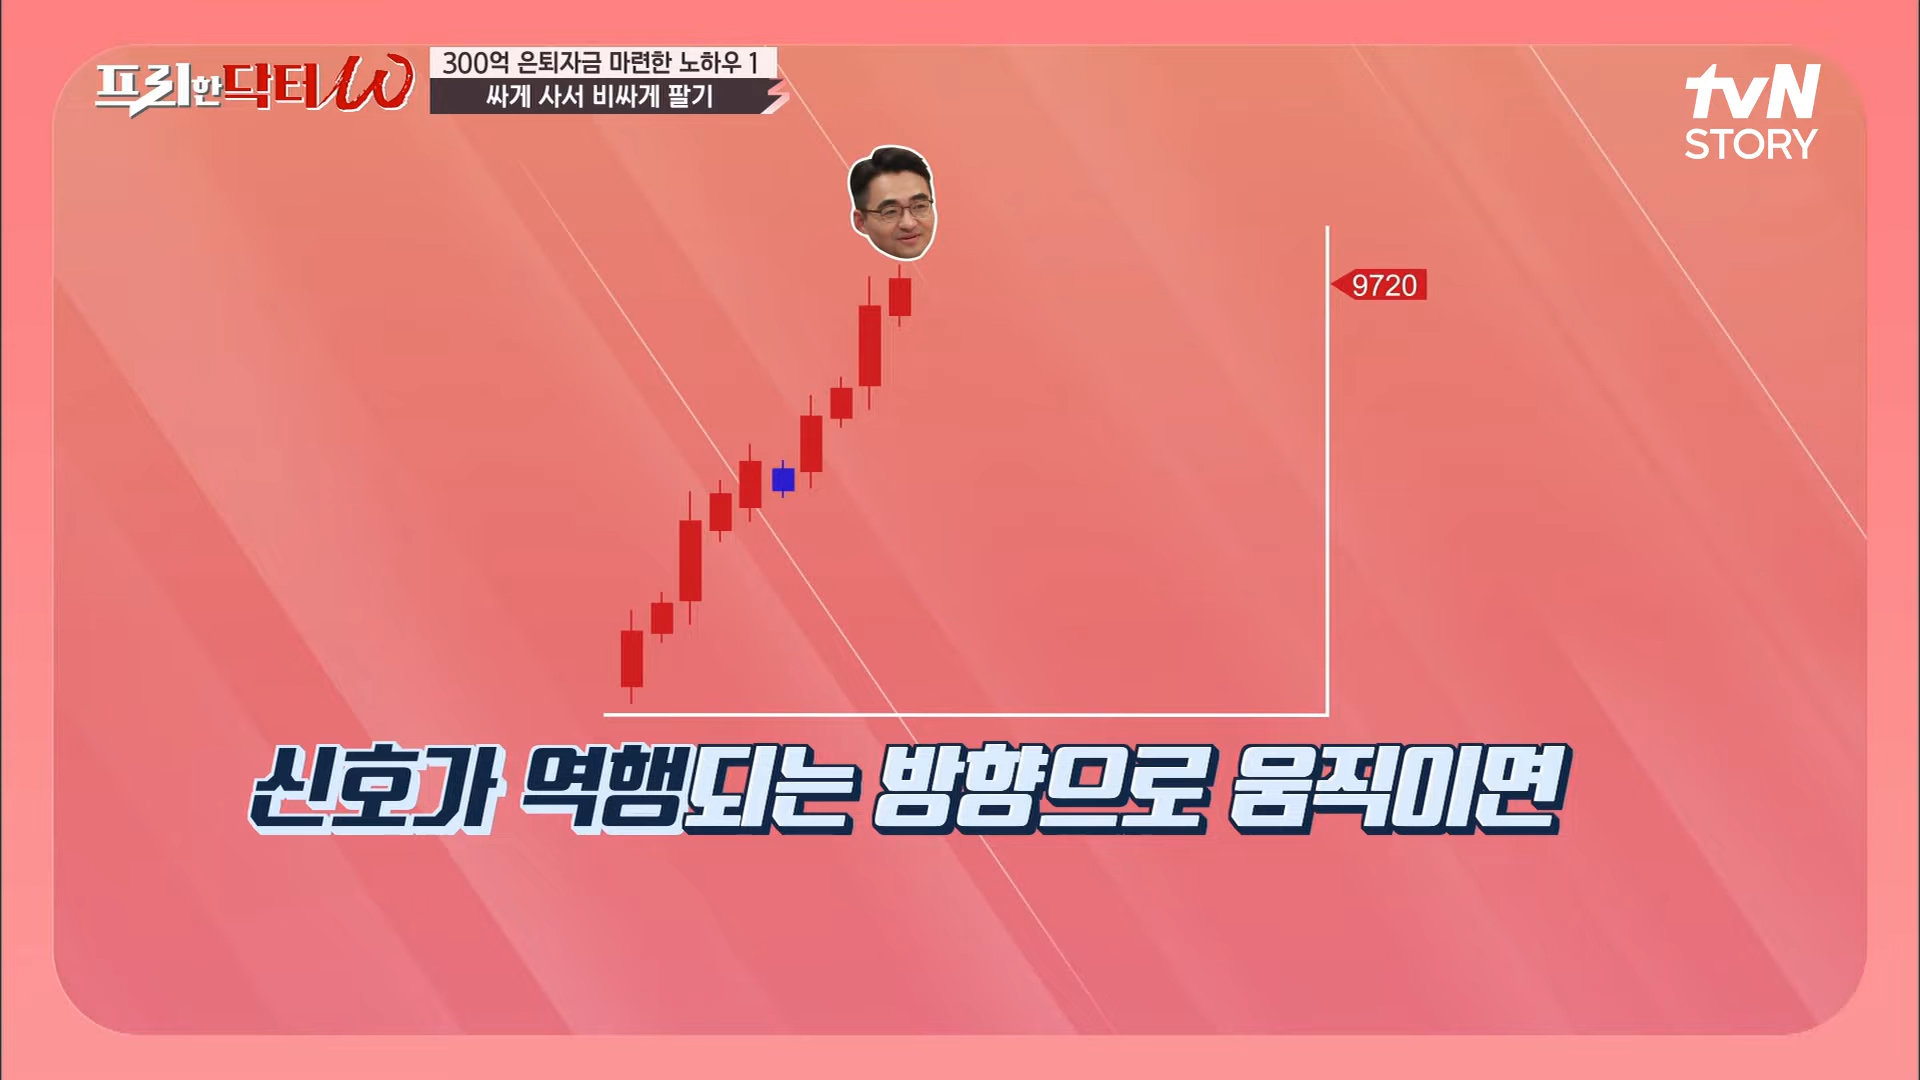 프리한닥터W
300억 은퇴자금 마련한 노하우 1
싸게 사서 비싸게 팔기
tvN
STORY
9720
신호가 역행되는 방향으로 움직이면